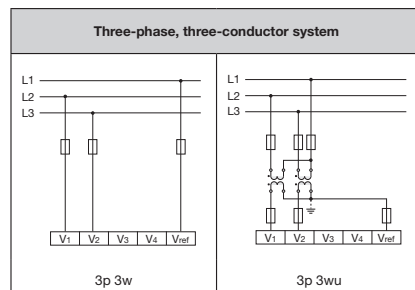 Three-phase, three-conductor system
L1
L2
L3
V1 V2 V3 V4 Vref
3p 3w
L1
L2
L3
V1 V2 V3 V4 Vref
3p 3wu